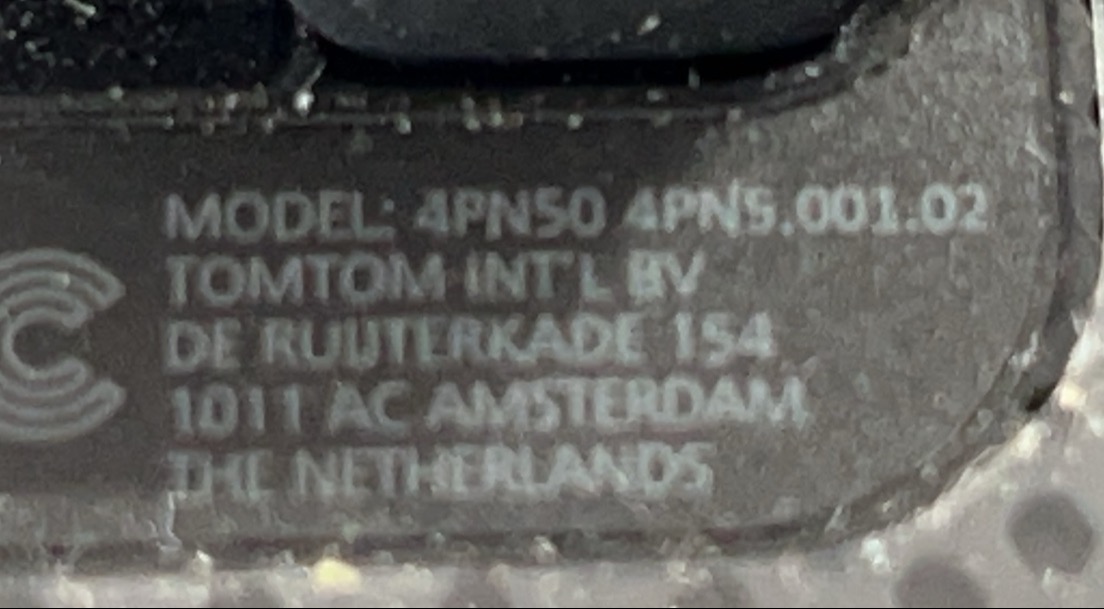 MODEL: 4PN50 4PN5.001.02
TOMTOM INT'L BV
DE RUIJTERKADE 154
1011 AC AMSTERDAM
THE NETHERLANDS